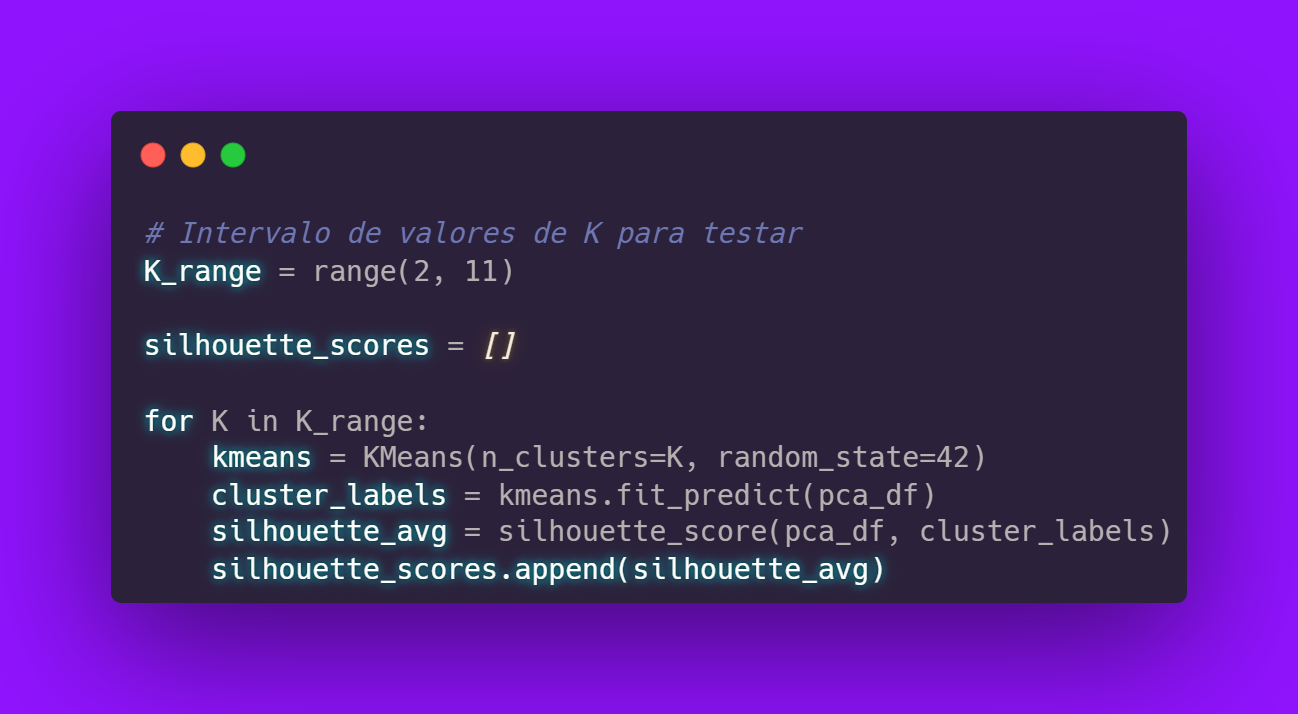 # Intervalo de valores de K para testar
K_range = range(2, 11)
silhouette_scores = []
for K in K_range:
    kmeans = KMeans(n_clusters=K, random_state=42)
    cluster_labels = kmeans.fit_predict(pca_df)
    silhouette_avg = silhouette_score(pca_df, cluster_labels)
    silhouette_scores.append(silhouette_avg)